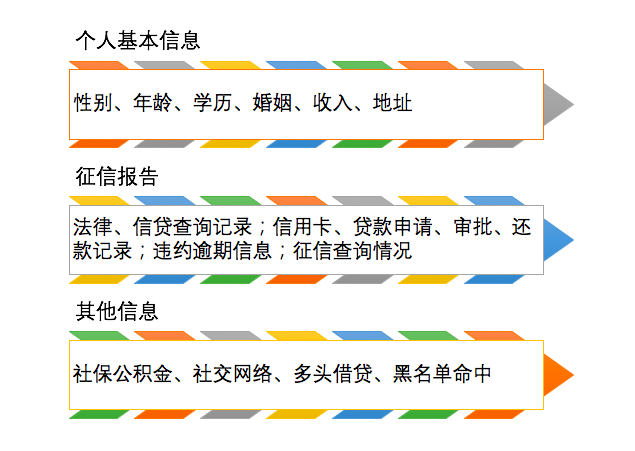 个人基本信息
性别、年龄、学历、婚姻、收入、地址
征信报告
法律、信贷查询记录；信用卡、贷款申请、审批、还
款记录；违约逾期信息；征信查询情况
其他信息
社保公积金、社交网络、多头借贷、黑名单命中